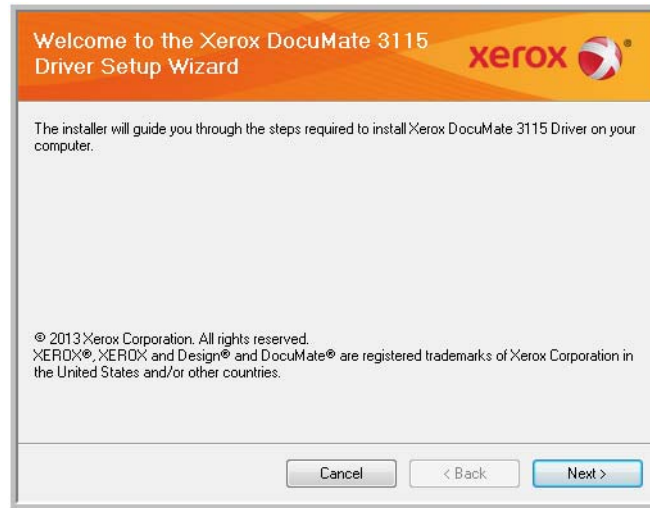 Welcome to the Xerox DocuMate 3115
Driver Setup Wizard
xerox ®
The installer will guide you through the steps required to install Xerox DocuMate 3115 Driver on your
computer.
© 2013 Xerox Corporation. All rights reserved.
XEROX®, XEROX and Design® and DocuMate® are registered trademarks of Xerox Corporation in
the United States and/or other countries.
Cancel < Back Next >